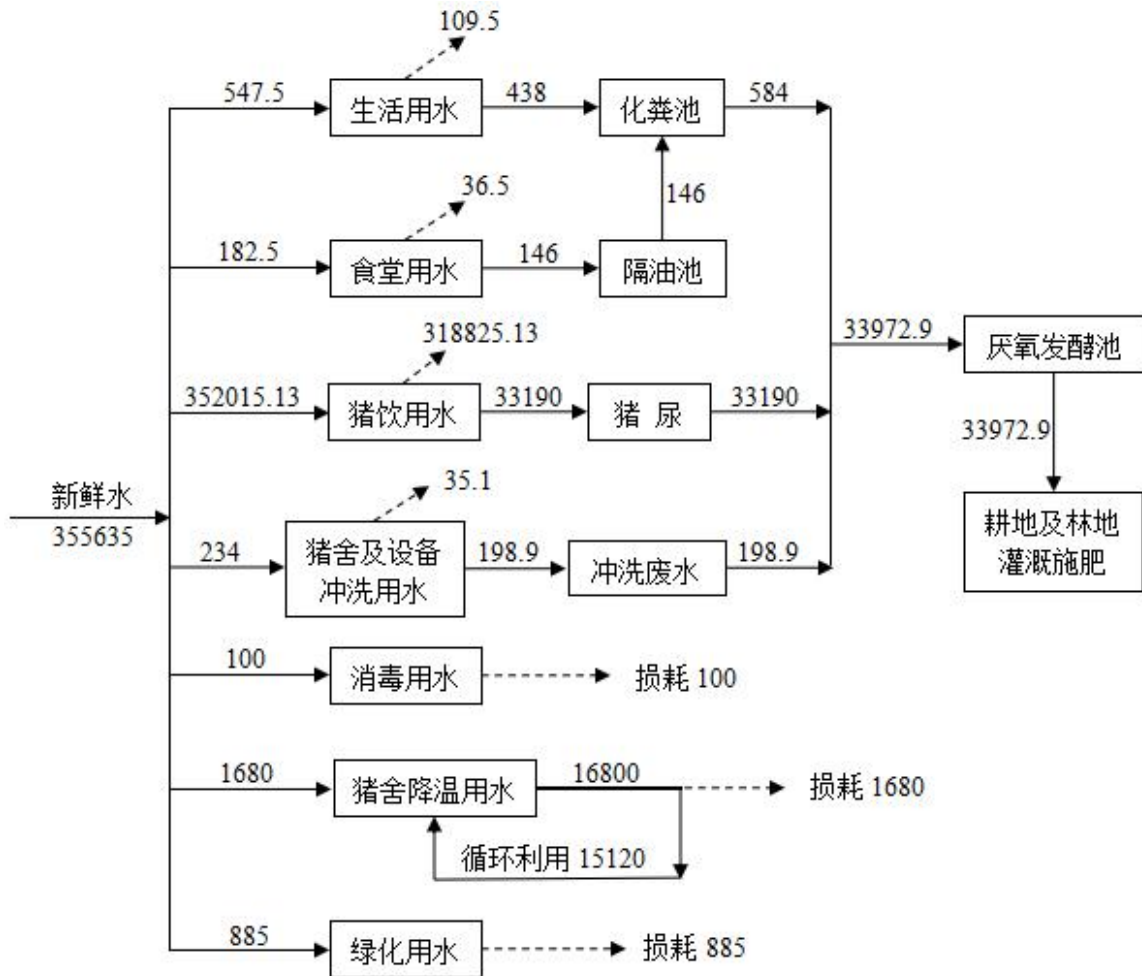 109.5
547.5
生活用水
438
化粪池
584
36.5
146
182.5
食堂用水
146
隔油池
318825.13
33972.9
厌氧发酵池
352015.13
猪饮用水
33190
猪 尿
33190
33972.9
35.1
新鲜水
355635
234
猪舍及设备
冲洗用水
198.9
冲洗废水
198.9
耕地及林地
灌溉施肥
100
消毒用水
损耗 100
1680
猪舍降温用水
16800
损耗 1680
循环利用 15120
885
绿化用水
损耗 885